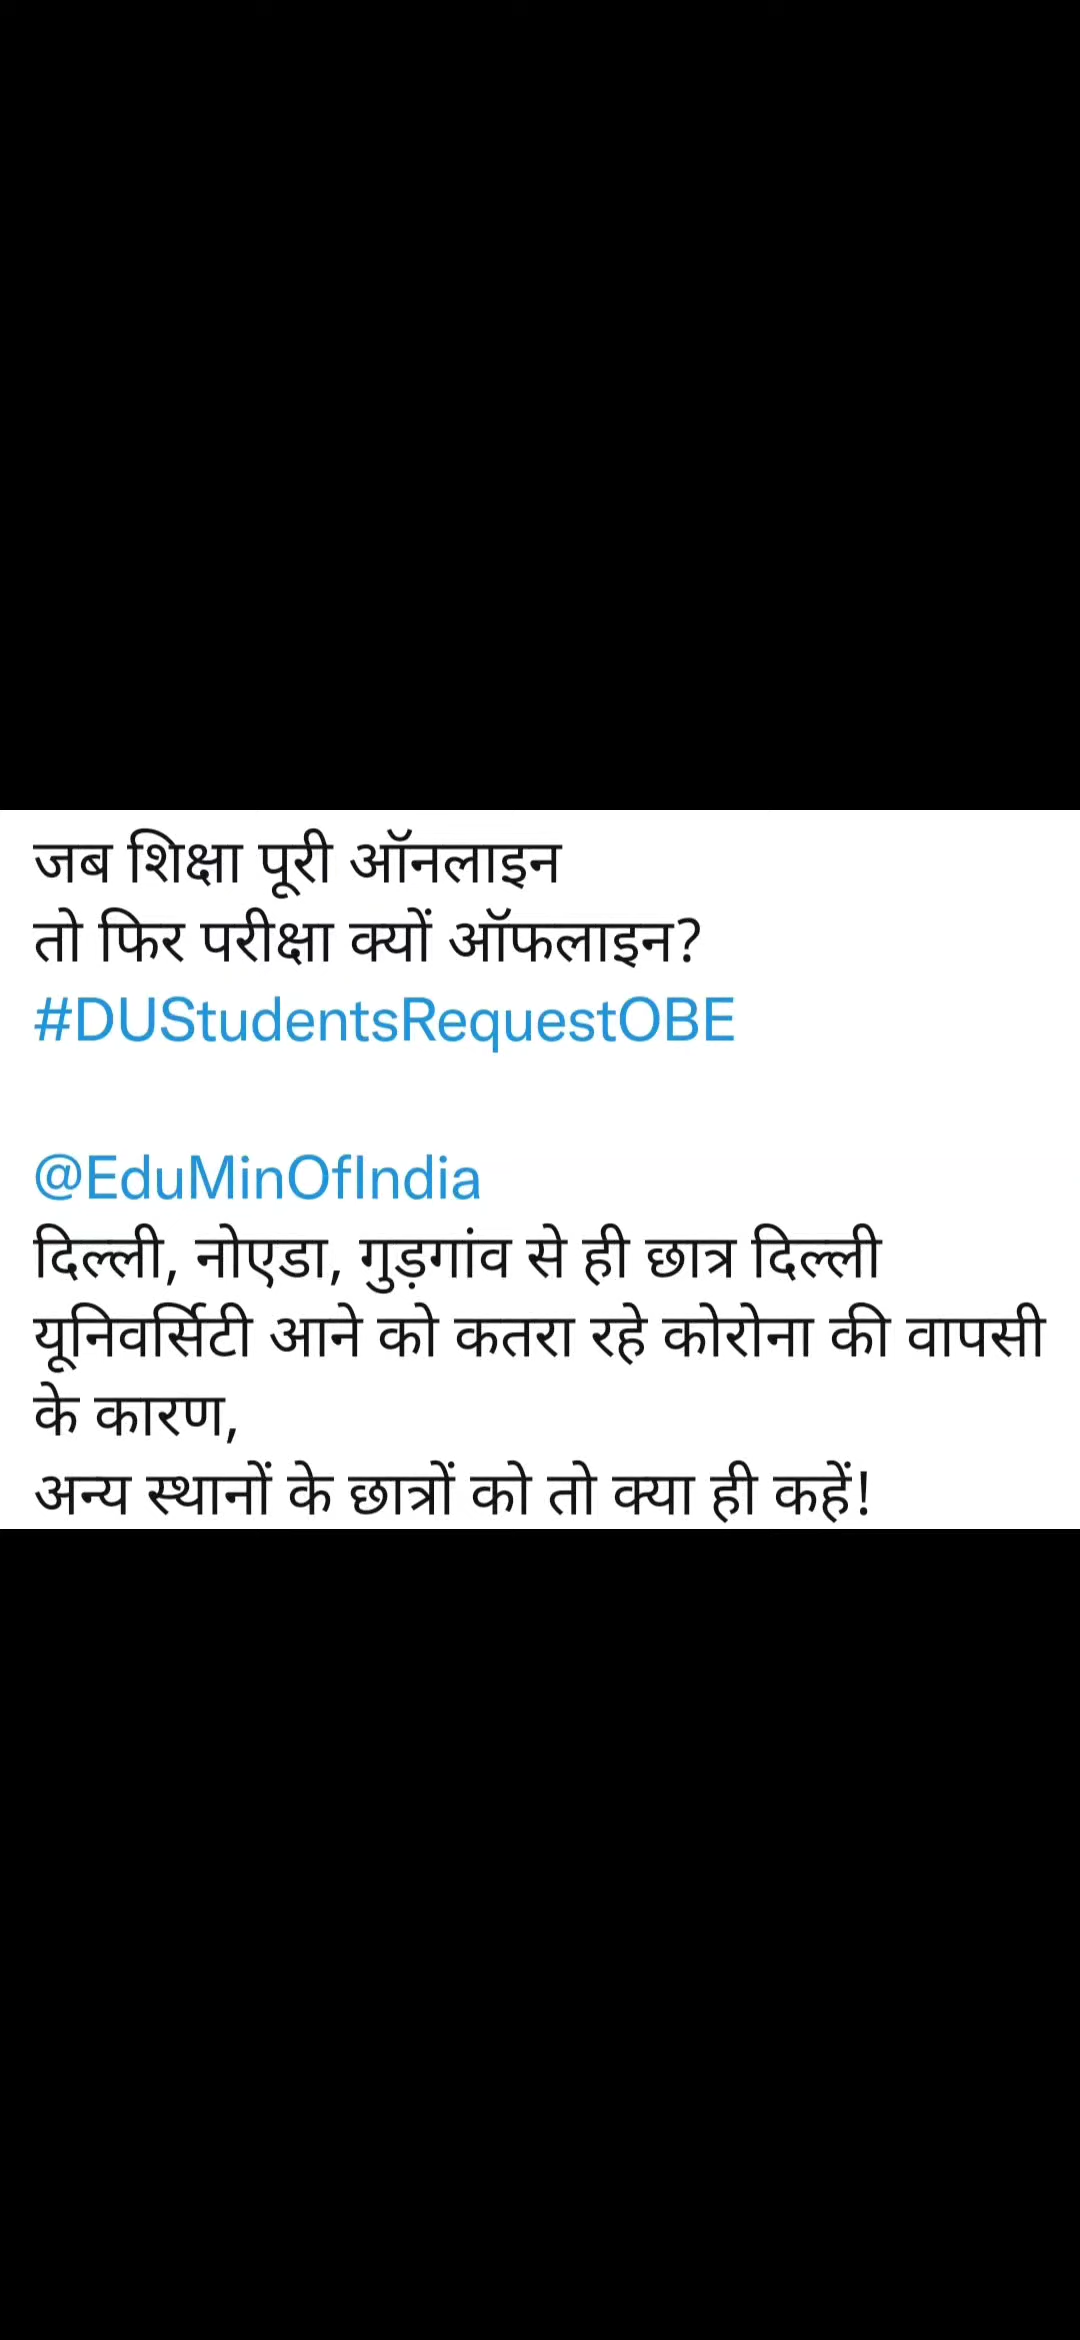 जब शिक्षा पूरी ऑनलाइन
तो फिर परीक्षा क्यों ऑफलाइन?
#DUStudentsRequestOBE
@EduMinOfIndia
दिल्ली, नोएडा, गुड़गांव से ही छात्र दिल्ली
यूनिवर्सिटी आने को कतरा रहे कोरोना की वापसी
के कारण,
अन्य स्थानों के छात्रों को तो क्या ही कहें!